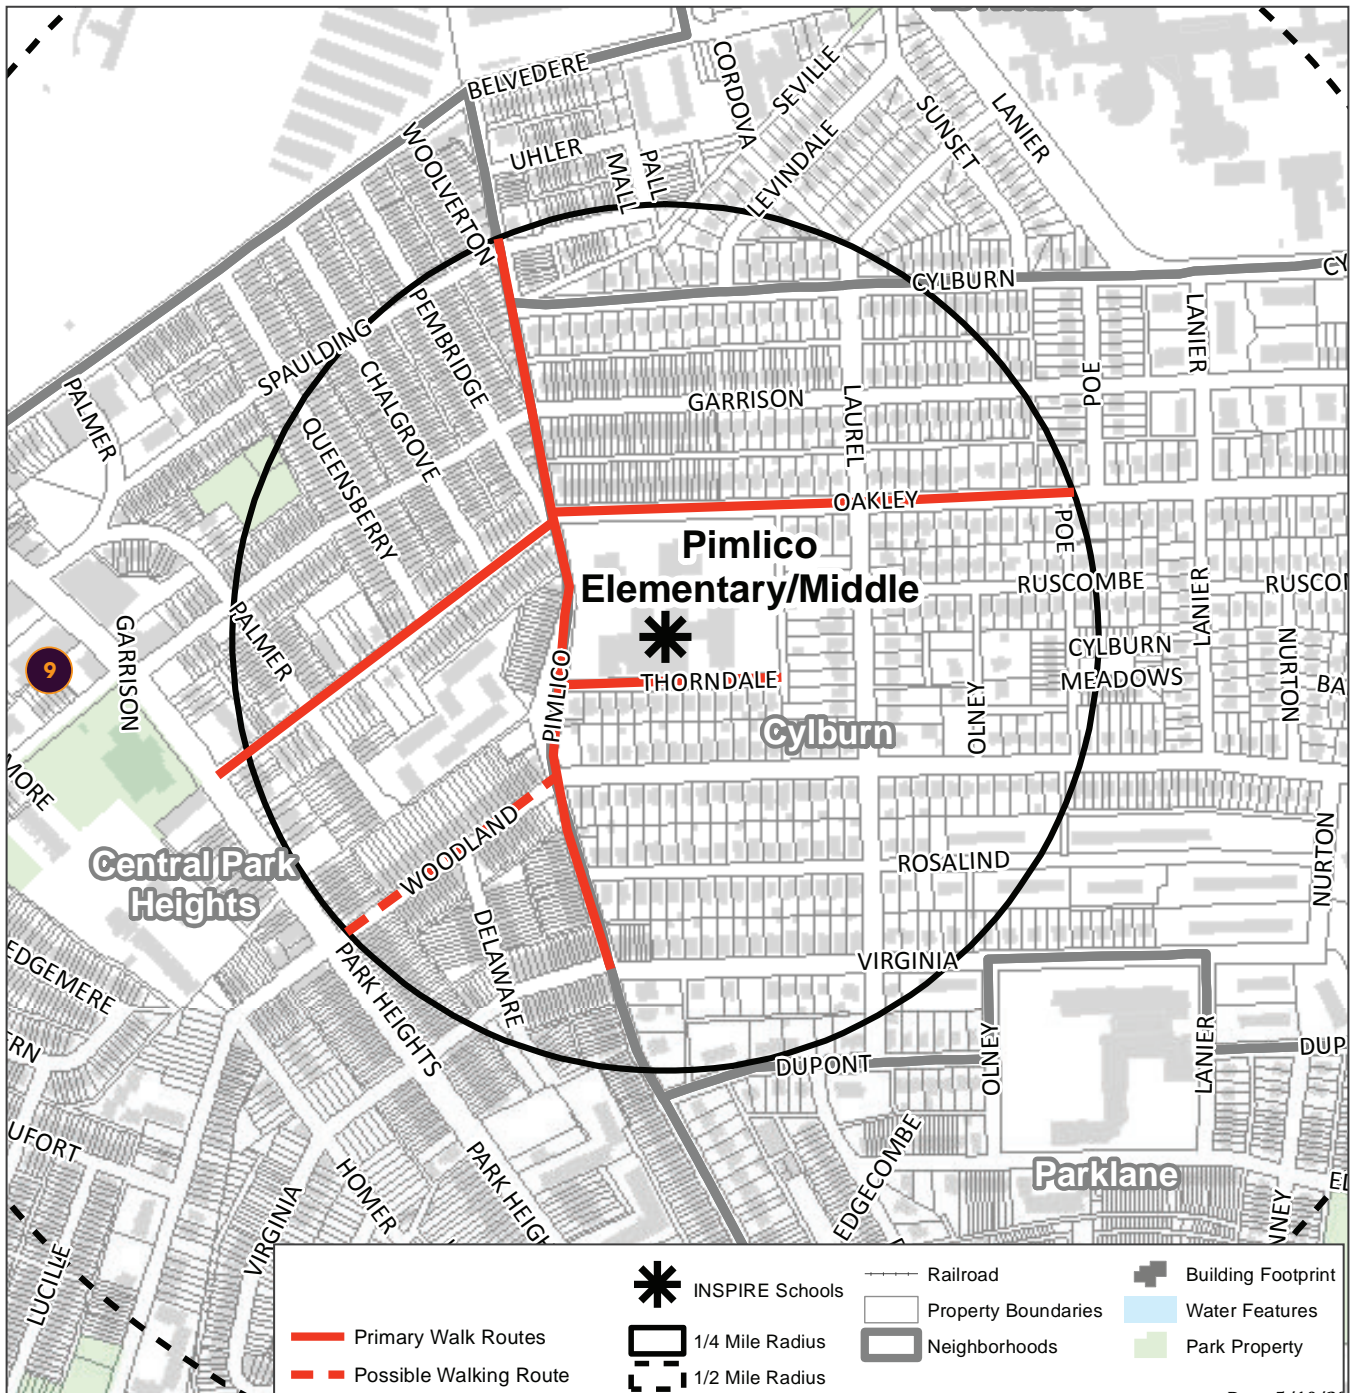 BELVEDERE
CORDOVA
SEVILLE
LANIER
SUNSET
WOOLVERTON
UHLER
MALL
PALL
LEVINDALE
CYLBURN
CY
SPAULDING
PEMBRIDGE
CHALGROVE
QUEENSBERRY
PALMER
LANIER
POE
GARRISON
LAUREL
OAKLEY
POE
Pimlico
Elementary/Middle
RUSCOMBE
LANIER
PALMER
GARRISON
9
CYLBURN
MEADOWS
NURTON
BA
THORNDALE
PIMLICO
OLNEY
Cylburn
MORE
WOODLAND
Central Park
Heights
ROSALIND
NURTON
DELAWARE
VIRGINIA
EDGEMERE
PARK HEIGHTS
OLNEY
LANIER
DUPONT
DUP
ERN
UFORT
EDGECOMBE
PARK HEIGH
HOMER
VIRGINIA
LUCILLE
Parklane
NNEY
INSPIRE Schools
Railroad
Building Footprint
Property Boundaries
Water Features
Primary Walk Routes
1/4 Mile Radius
Neighborhoods
Park Property
Possible Walking Route
1/2 Mile Radius